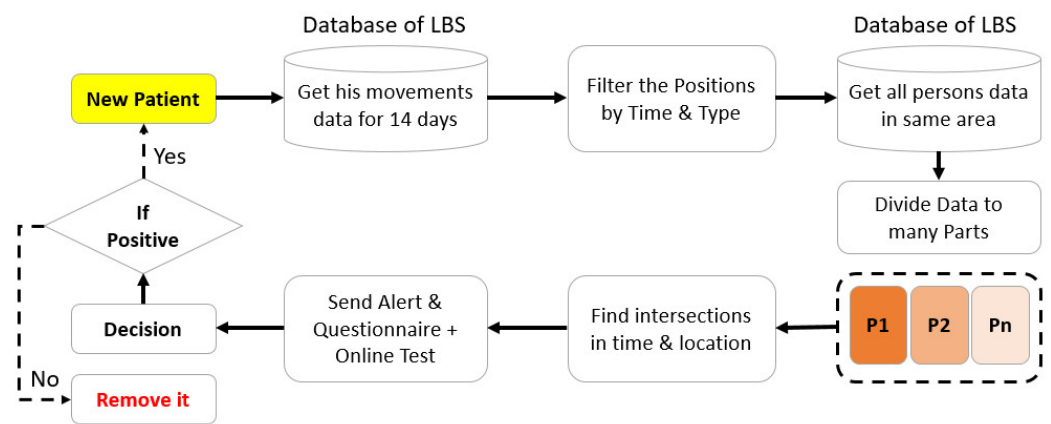 Database of LBS
Database of LBS
New Patient
Get his movements
data for 14 days
Filter the Positions
by Time & Type
Get all persons data
in same area
Yes
Divide Data to
many Parts
If
Positive
Send Alert &
Questionnaire +
Online Test
Find intersections
in time & location
P1
P2
Pn
Decision
No
Remove it